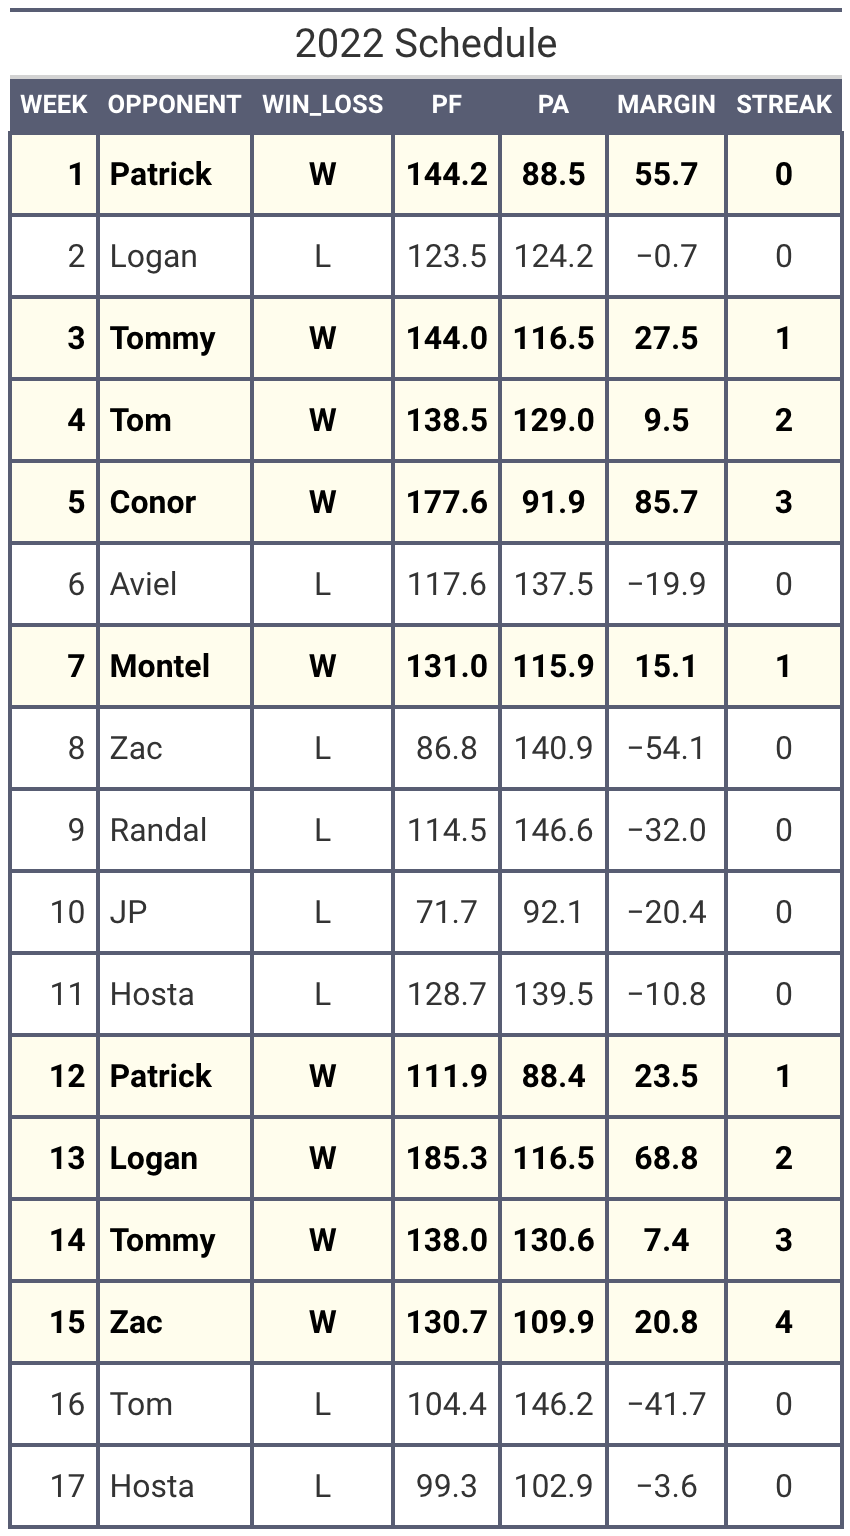 2022 Schedule
WEEK OPPONENT WIN_LOSS PF PA MARGIN STREAK
1 Patrick W 144.2 88.5 55.7 0
2 Logan L 123.5 124.2 −0.7 0
3 Tommy W 144.0 116.5 27.5 1
4 Tom W 138.5 129.0 9.5 2
5 Conor W 177.6 91.9 85.7 3
6 Aviel L 117.6 137.5 −19.9 0
7 Montel W 131.0 115.9 15.1 1
8 Zac L 86.8 140.9 −54.1 0
9 Randal L 114.5 146.6 −32.0 0
10 JP L 71.7 92.1 −20.4 0
11 Hosta L 128.7 139.5 −10.8 0
12 Patrick W 111.9 88.4 23.5 1
13 Logan W 185.3 116.5 68.8 2
14 Tommy W 138.0 130.6 7.4 3
15 Zac W 130.7 109.9 20.8 4
16 Tom L 104.4 146.2 −41.7 0
17 Hosta L 99.3 102.9 −3.6 0